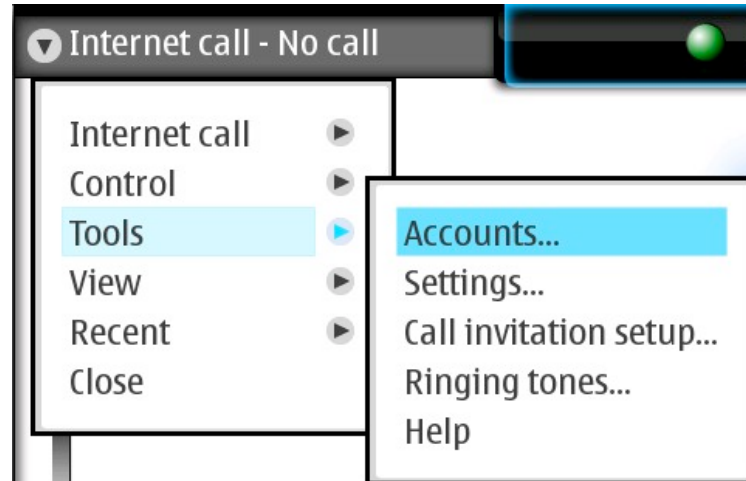 Internet call - No call
Internet call
Control
Tools
View
Recent
Close
Accounts...
Settings...
Call invitation setup...
Ringing tones...
Help